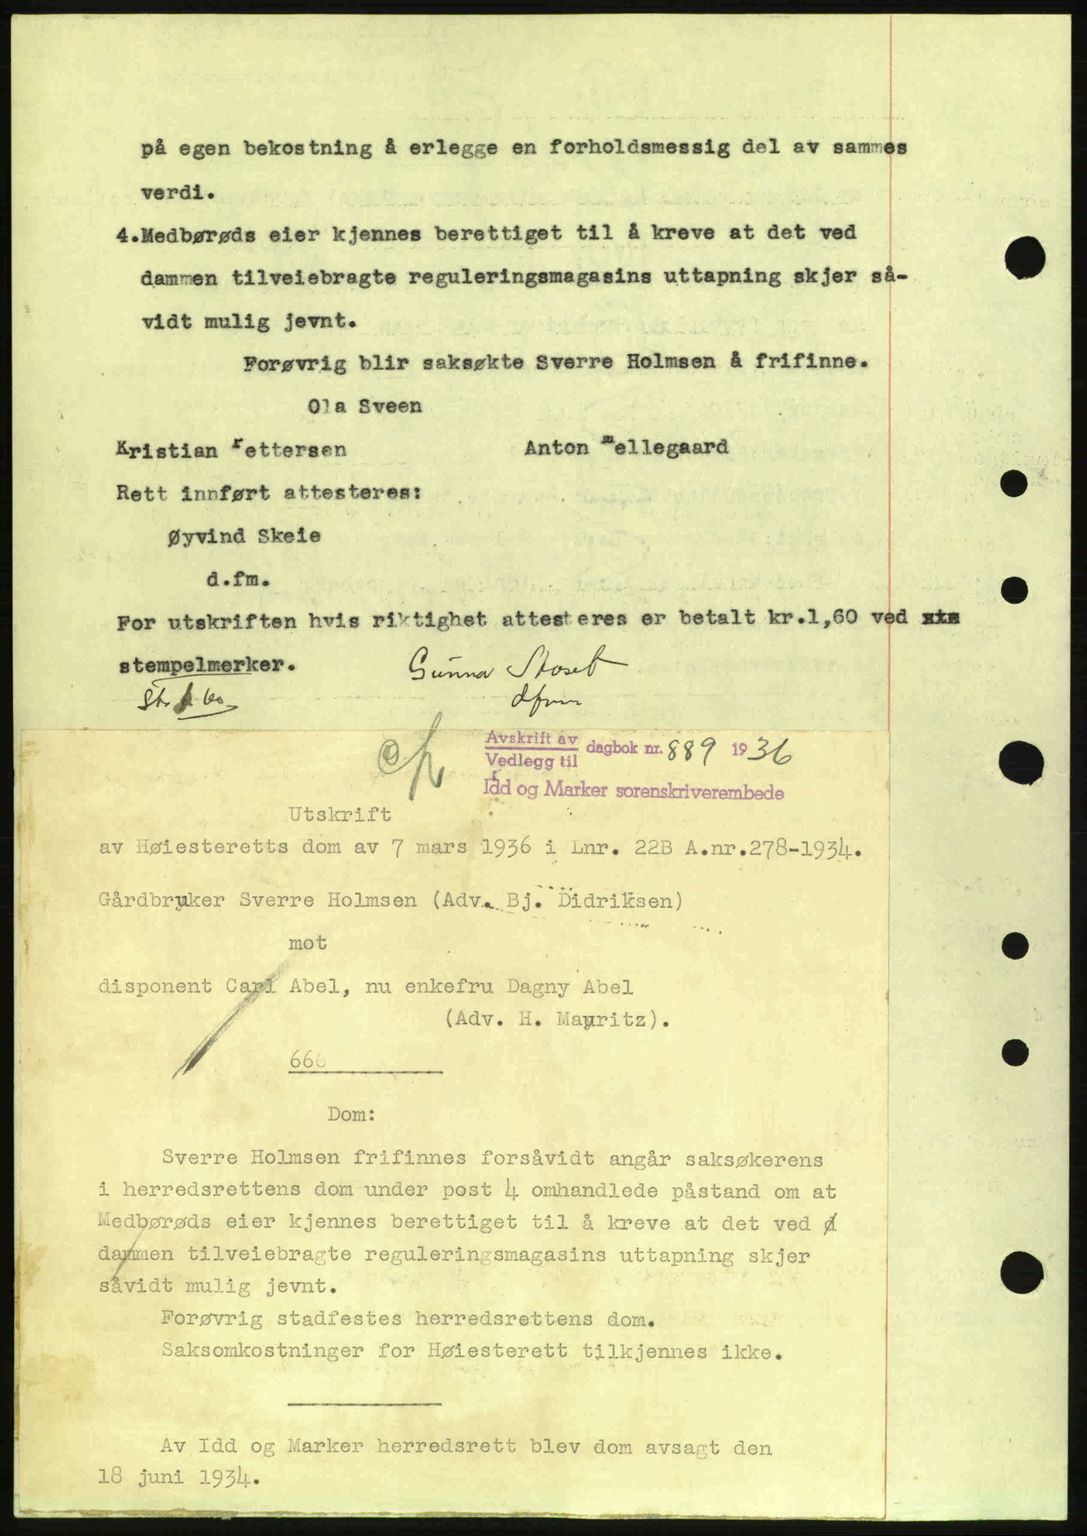 på egen bekostning å erlegge en forholdsmessig del av sammes
verdi.
4.Medbørøds eier kjennes berettiget til å kreve at det ved
dammen tilveiebragte reguleringsmagasins uttapning skjer så-
vidt mulig jevnt.
Forøvrig blir saksøkte Sverre Holmsen å frifinne.
Ola Sveen
Kristian Pettersen Anton Mellegaard
Rett innført attesteres:
Øyvind Skeie
d.fm.
For utskriften hvis riktighet attesteres er betalt kr.1,60 ved xtx
stempelmerker.
Gunna
dfm
Avskrift av
Vedlegg til dagbok nr. 889 1936
Idd og Marker sorenskriverembede
Utskrift
av Høiesteretts dom av 7 mars 1936 i Lnr. 22B A.nr.278-1934.
Gårdbruker Sverre Holmsen (Adv. Bj. Didriksen)
mot
disponent Carl Abel, nu enkefru Dagny Abel
(Adv. H. Mauritz).
666
Dom:
Sverre Holmsen frifinnes forsåvidt angår saksøkerens
i herredsrettens dom under post 4 omhandlede påstand om at
Medbørøds eier kjennes berettiget til å kreve at det ved
dammen tilveiebragte reguleringsmagasins uttapning skjer
såvidt mulig jevnt.
Forøvrig stadfestes herredsrettens dom.
Saksomkostninger for Høiesterett tilkjennes ikke.
Av Idd og Marker herredsrett blev dom avsagt den
18 juni 1934.